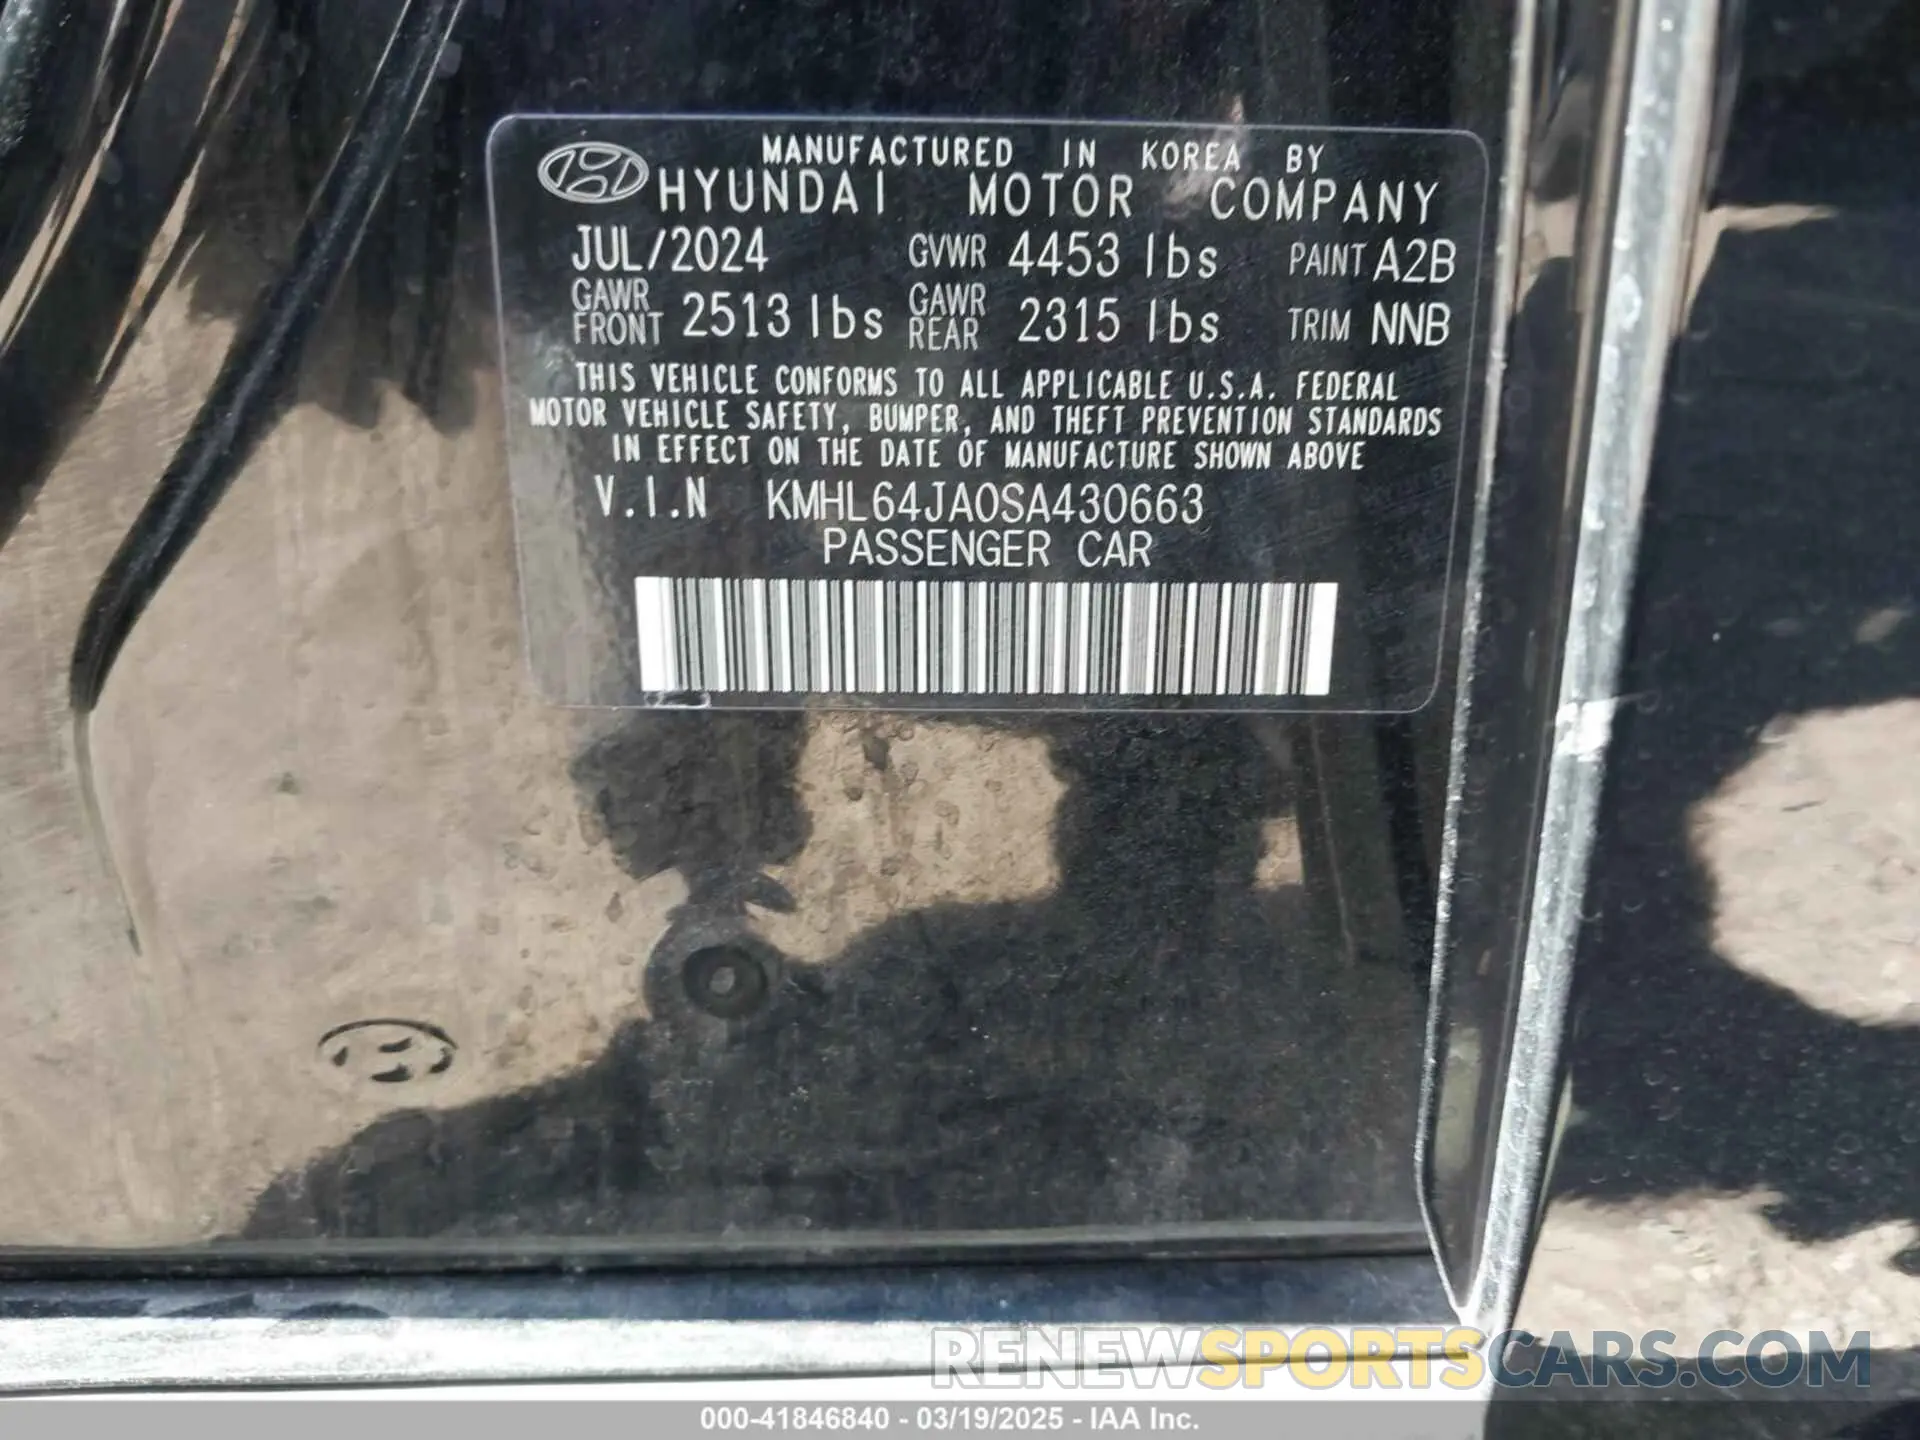 MANUFACTURED IN KOREA BY
HYUNDAI MOTOR COMPANY
JUL/2024 GVWR 4453 lbs PAINT A2B
GAWR FRONT 2513 lbs GAWR REAR 2315 lbs TRIM NNB
THIS VEHICLE CONFORMS TO ALL APPLICABLE U.S.A. FEDERAL
MOTOR VEHICLE SAFETY, BUMPER, AND THEFT PREVENTION STANDARDS
IN EFFECT ON THE DATE OF MANUFACTURE SHOWN ABOVE
V.I.N KMHL64JA0SA430663
PASSENGER CAR
RENEWSPORTSCARS.COM
000-41846840 - 03/19/2025 - IAA Inc.